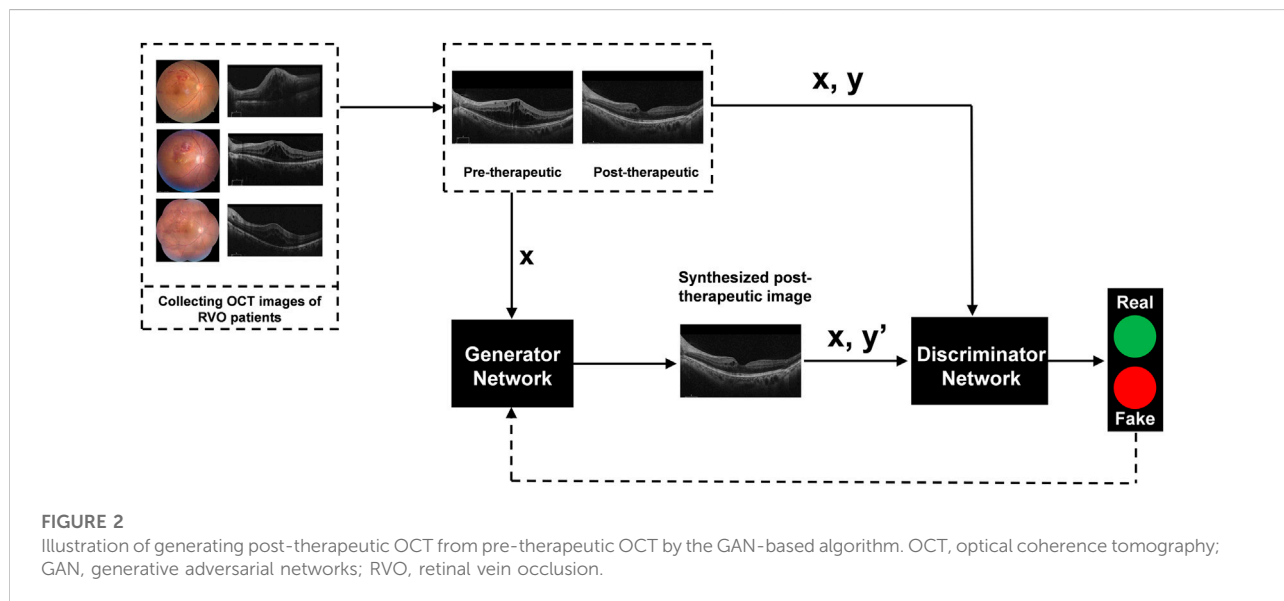 Collecting OCT images of
RVO patients
Pre-therapeutic
Post-therapeutic
x, y
x
Synthesized post-
therapeutic image
Generator
Network
x, y’
Discriminator
Network
Real
Fake
FIGURE 2
Illustration of generating post-therapeutic OCT from pre-therapeutic OCT by the GAN-based algorithm. OCT, optical coherence tomography;
GAN, generative adversarial networks; RVO, retinal vein occlusion.